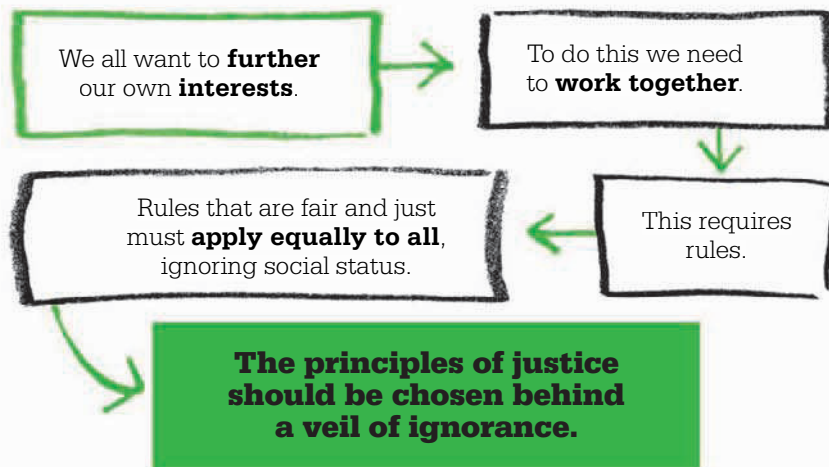 We all want to further
our own interests.
To do this we need
to work together.
This requires
rules.
Rules that are fair and just
must apply equally to all,
ignoring social status.
The principles of justice
should be chosen behind
a veil of ignorance.